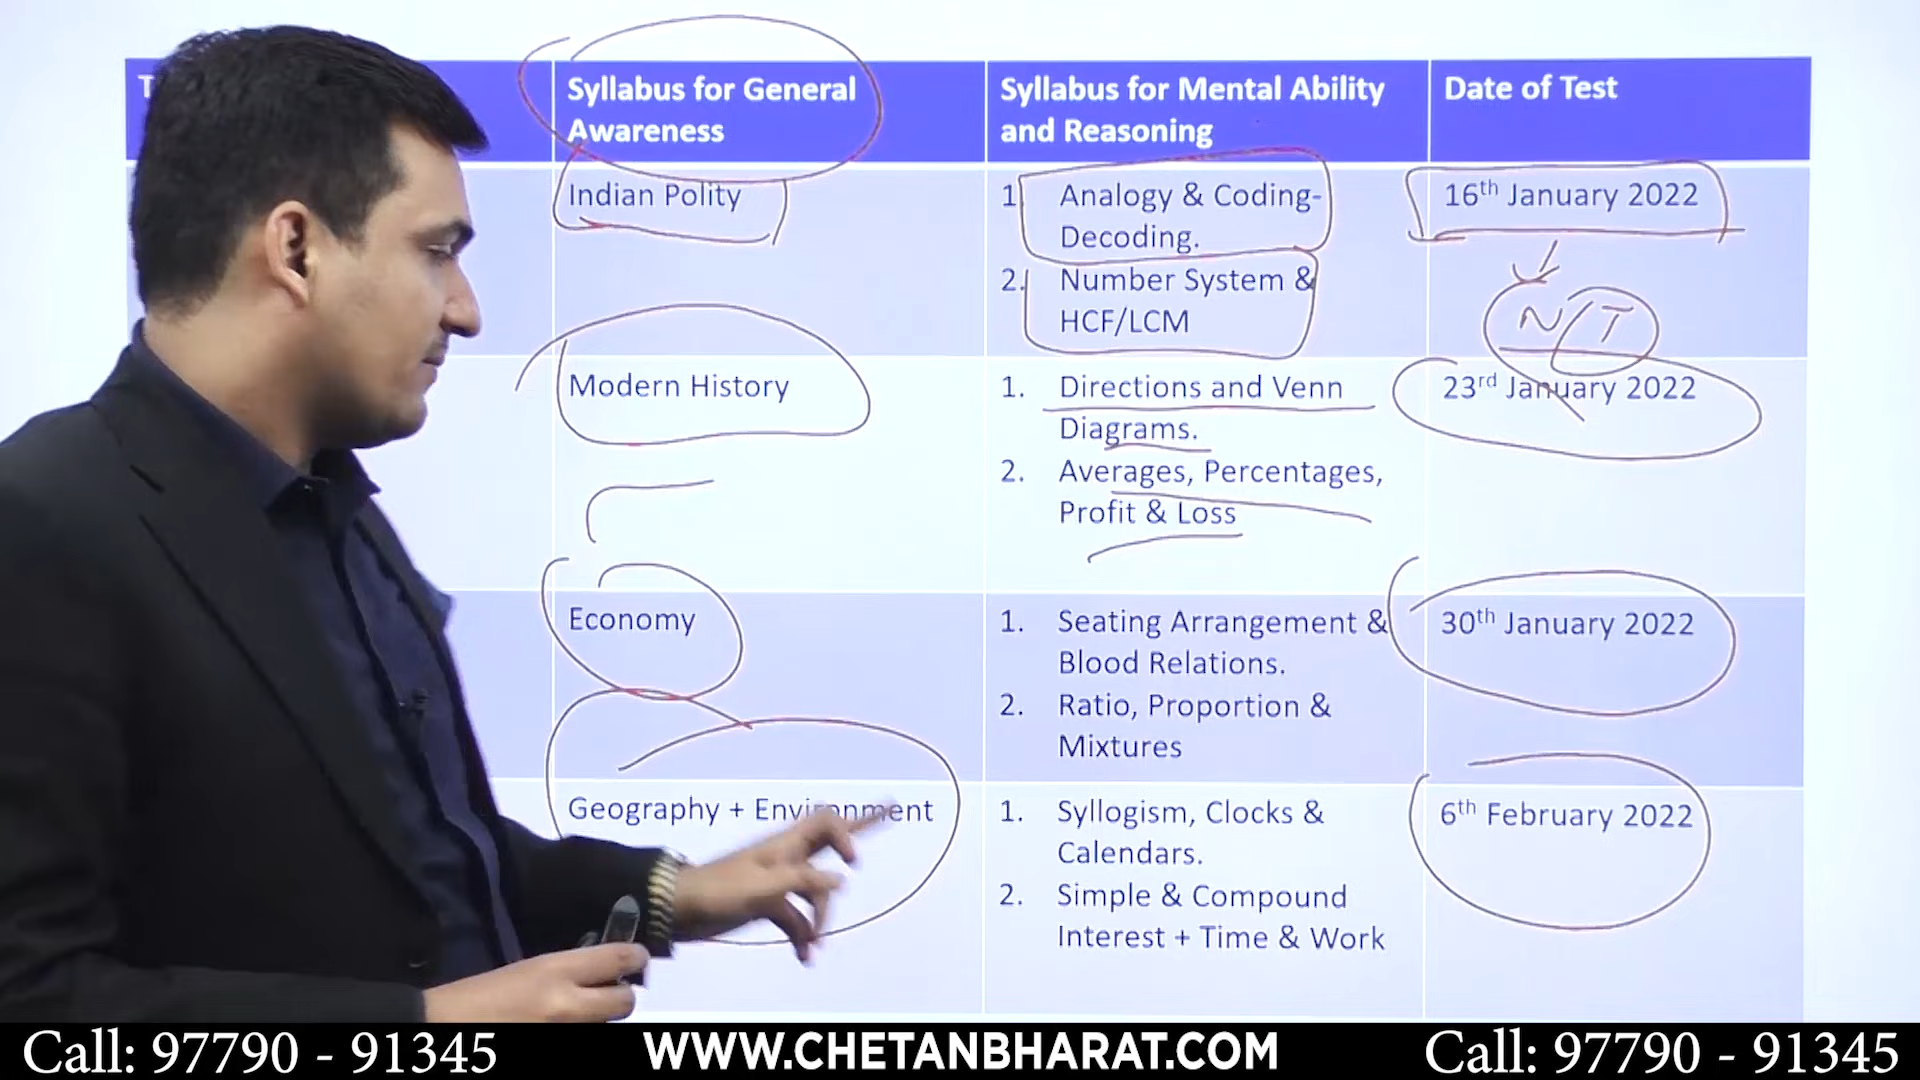 Syllabus for General
Awareness
Syllabus for Mental Ability
and Reasoning
Date of Test
Indian Polity
1. Analogy & Coding-
Decoding.
2. Number System &
HCF/LCM
16th January 2022
N/T
Modern History
1. Directions and Venn
Diagrams.
2. Averages, Percentages,
Profit & Loss
23rd January 2022
Economy
1. Seating Arrangement &
Blood Relations.
2. Ratio, Proportion &
Mixtures
30th January 2022
Geography + Environment
1. Syllogism, Clocks &
Calendars.
2. Simple & Compound
Interest + Time & Work
6th February 2022
Call: 97790 - 91345
WWW.CHETANBHARAT.COM
Call: 97790 - 91345